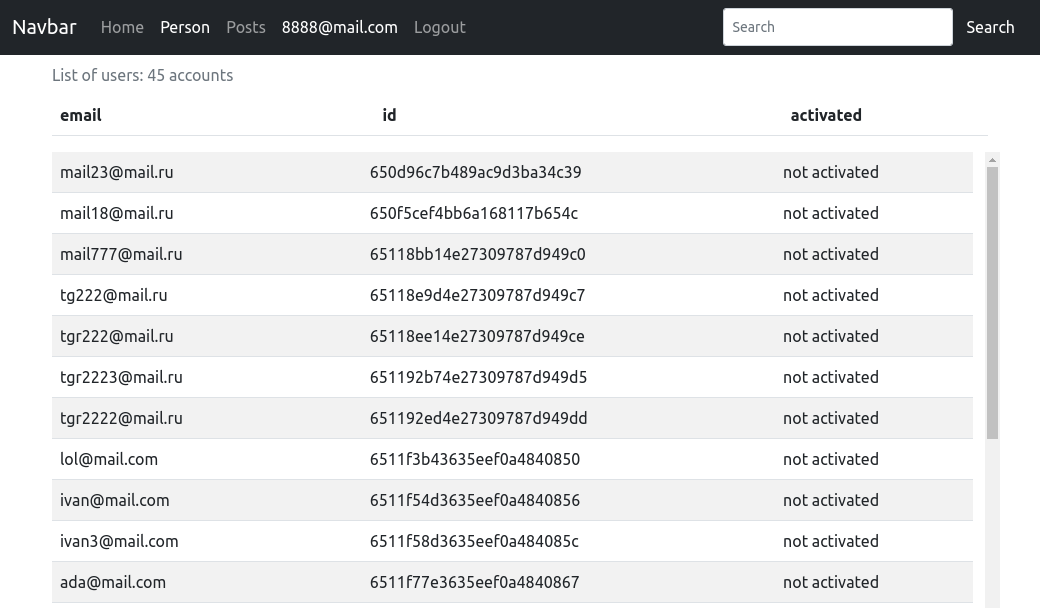 Navbar Home Person Posts 8888@mail.com Logout Search Search
List of users: 45 accounts
email id activated
mail23@mail.ru 650d96c7b489ac9d3ba34c39 not activated
mail18@mail.ru 650f5cef4bb6a168117b654c not activated
mail777@mail.ru 65118bb14e27309787d949c0 not activated
tg222@mail.ru 65118e9d4e27309787d949c7 not activated
tgr222@mail.ru 65118ee14e27309787d949ce not activated
tgr2223@mail.ru 651192b74e27309787d949d5 not activated
tgr2222@mail.ru 651192ed4e27309787d949dd not activated
lol@mail.com 6511f3b43635eef0a4840850 not activated
ivan@mail.com 6511f54d3635eef0a4840856 not activated
ivan3@mail.com 6511f58d3635eef0a484085c not activated
ada@mail.com 6511f77e3635eef0a4840867 not activated